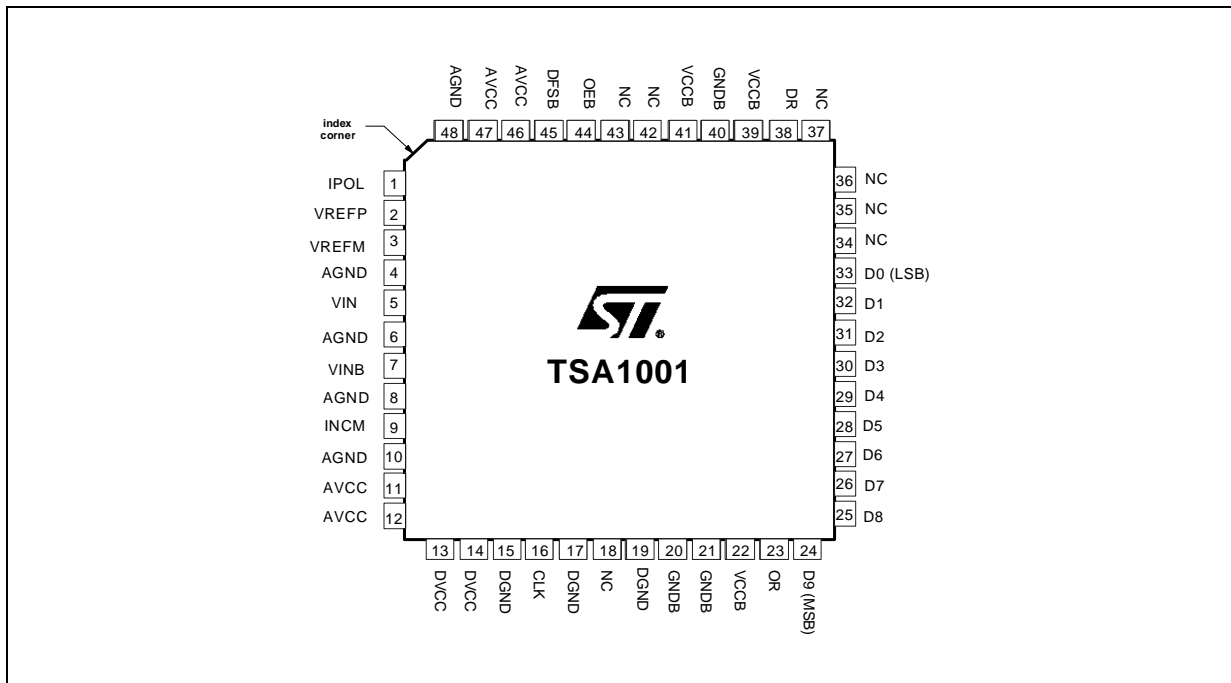 AGND AVCC AVCC DFSB OEB NC NC VCCB GNDB VCCB DR NC
index
corner
48 47 46 45 44 43 42 41 40 39 38 37
IPOL 1
VREFP 2
VREFM 3
AGND 4
VIN 5
AGND 6
VINB 7
AGND 8
INCM 9
AGND 10
AVCC 11
AVCC 12
ST®
TSA1001
36 NC
35 NC
34 NC
33 D0 (LSB)
32 D1
31 D2
30 D3
29 D4
28 D5
27 D6
26 D7
25 D8
13 14 15 16 17 18 19 20 21 22 23 24
DVCC DVCC DGND CLK DGND NC DGND GNDB GNDB VCCB OR D9 (MSB)